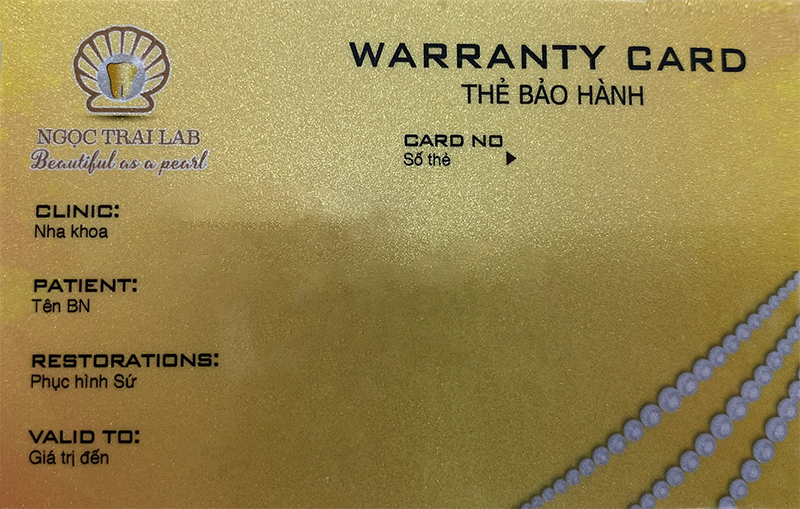 WARRANTY CARD
THẺ BẢO HÀNH
NGỌC TRAI LAB
Beautiful as a pearl
CARD NO
Số thẻ
CLINIC:
Nha khoa
PATIENT:
Tên BN
RESTORATIONS:
Phục hình Sứ
VALID TO:
Giá trị đến